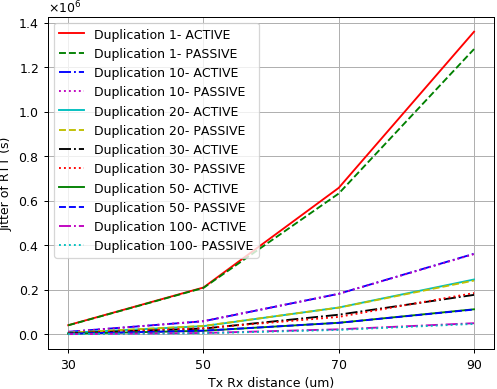 ×10⁶
1.4
1.2
1.0
0.8
0.6
0.4
0.2
0.0
Jitter of RTT (s)
Duplication 1- ACTIVE
Duplication 1- PASSIVE
Duplication 10- ACTIVE
Duplication 10- PASSIVE
Duplication 20- ACTIVE
Duplication 20- PASSIVE
Duplication 30- ACTIVE
Duplication 30- PASSIVE
Duplication 50- ACTIVE
Duplication 50- PASSIVE
Duplication 100- ACTIVE
Duplication 100- PASSIVE
30 50 70 90
Tx Rx distance (um)